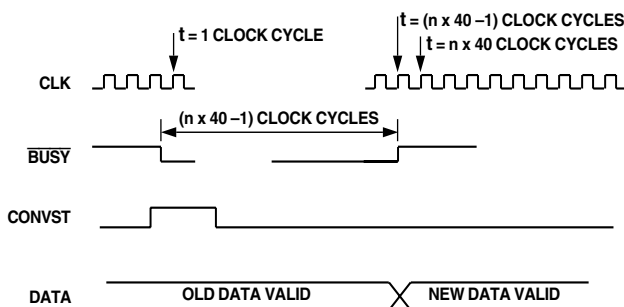 t = (n x 40 –1) CLOCK CYCLES
t = 1 CLOCK CYCLE
t = n x 40 CLOCK CYCLES
CLK
(n x 40 –1) CLOCK CYCLES
BUSY
CONVST
DATA
OLD DATA VALID
NEW DATA VALID